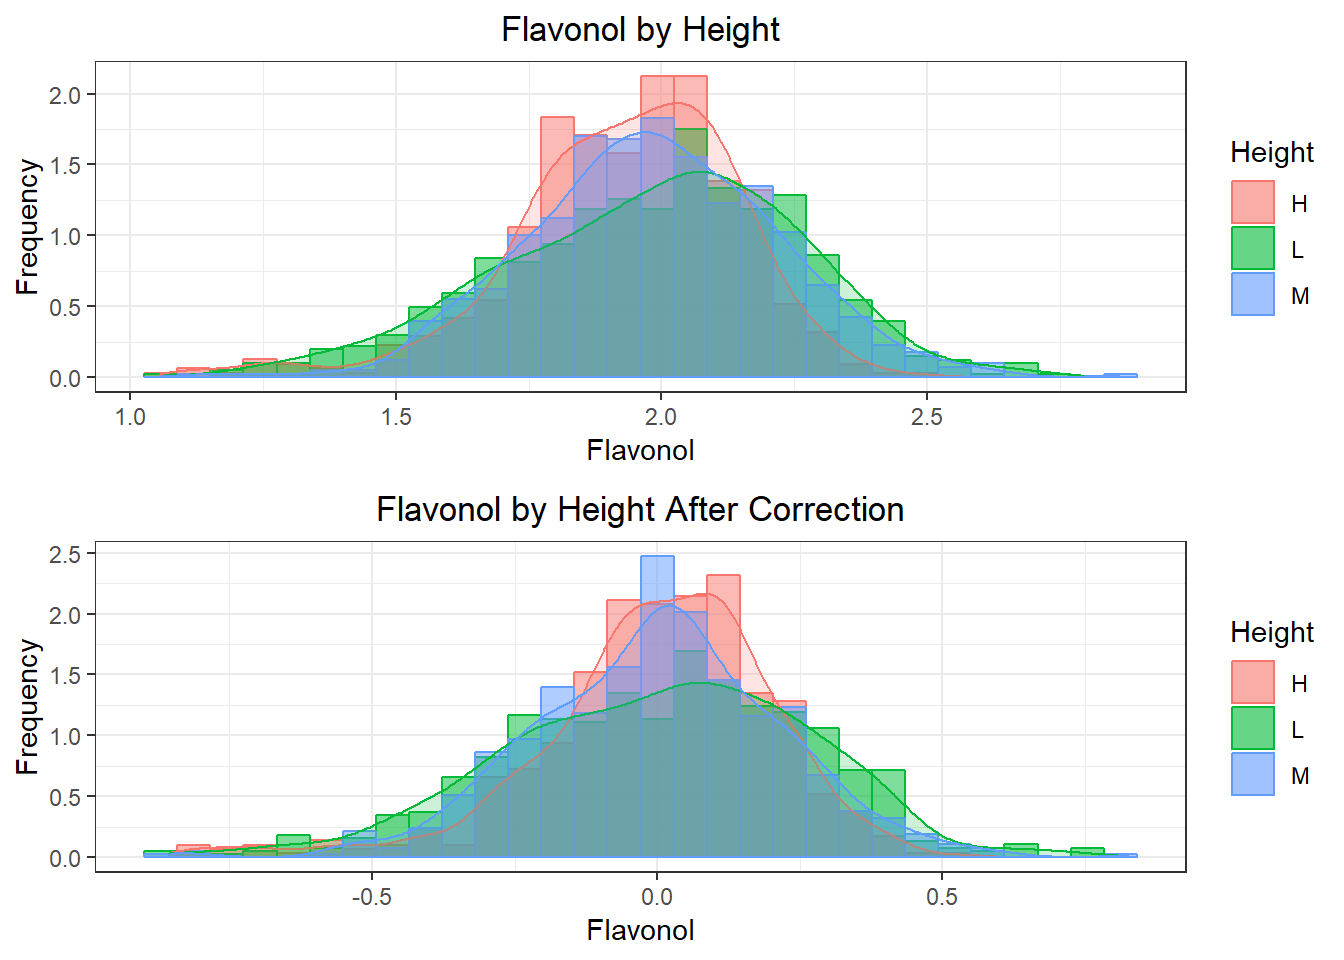 Flavonol by Height
Frequency
2.0
1.5
1.0
0.5
0.0
1.0 1.5 2.0 2.5
Flavonol
Height
H
L
M
Flavonol by Height After Correction
Frequency
2.5
2.0
1.5
1.0
0.5
0.0
-0.5 0.0 0.5
Flavonol
Height
H
L
M